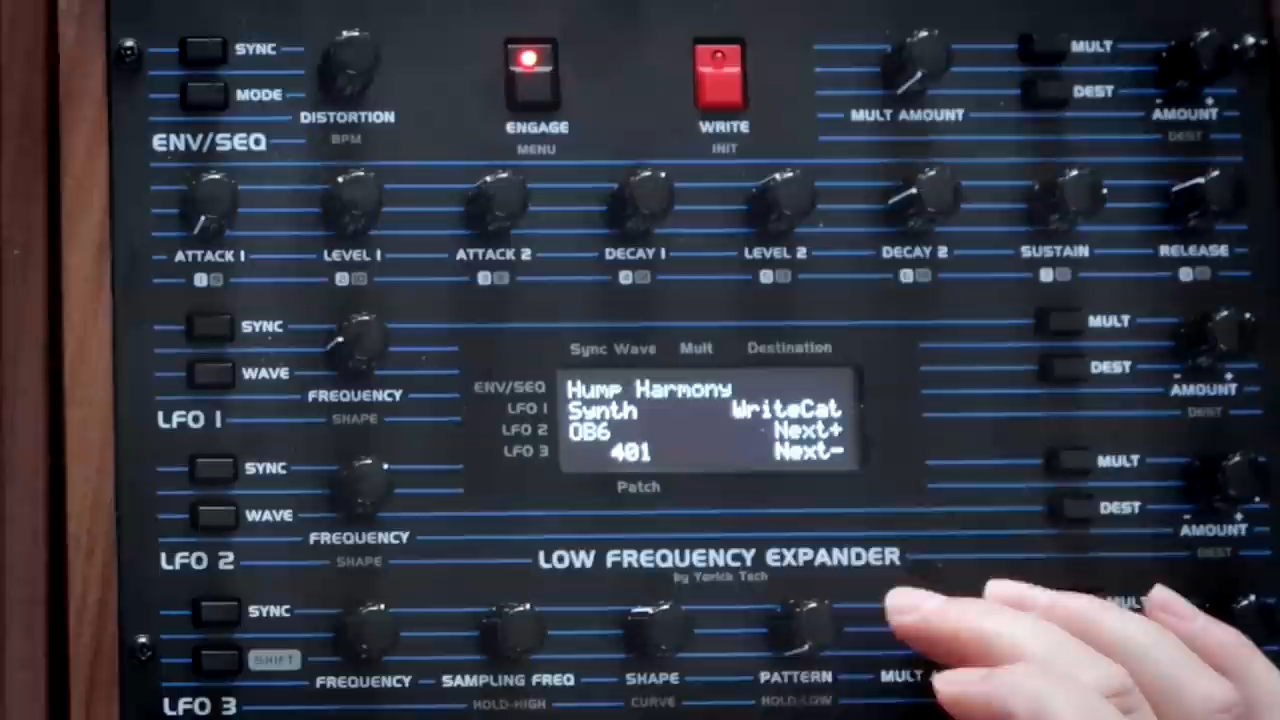 SYNC
MODE
ENV/SEQ
DISTORTION
BPM
ENGAGE
MENU
WRITE
INIT
MULT AMOUNT
MULT
DEST
- +
AMOUNT
DEST
ATTACK 1
LEVEL 1
ATTACK 2
DECAY 1
LEVEL 2
DECAY 2
SUSTAIN
RELEASE
SYNC
WAVE
LFO 1
FREQUENCY
SHAPE
Sync Wave Mult Destination
ENV/SEQ
LFO 1
LFO 2
LFO 3
Hump Harmony
Synth WriteCat
OB6 Next+
401 Next-
Patch
MULT
DEST
- +
AMOUNT
DEST
SYNC
WAVE
LFO 2
FREQUENCY
SHAPE
MULT
DEST
- +
AMOUNT
DEST
LOW FREQUENCY EXPANDER
by Yorick Tech
SYNC
SHIFT
LFO 3
FREQUENCY
SAMPLING FREQ
HOLD-HIGH
SHAPE
CURVE
PATTERN
HOLD-LOW
MULT
MULT